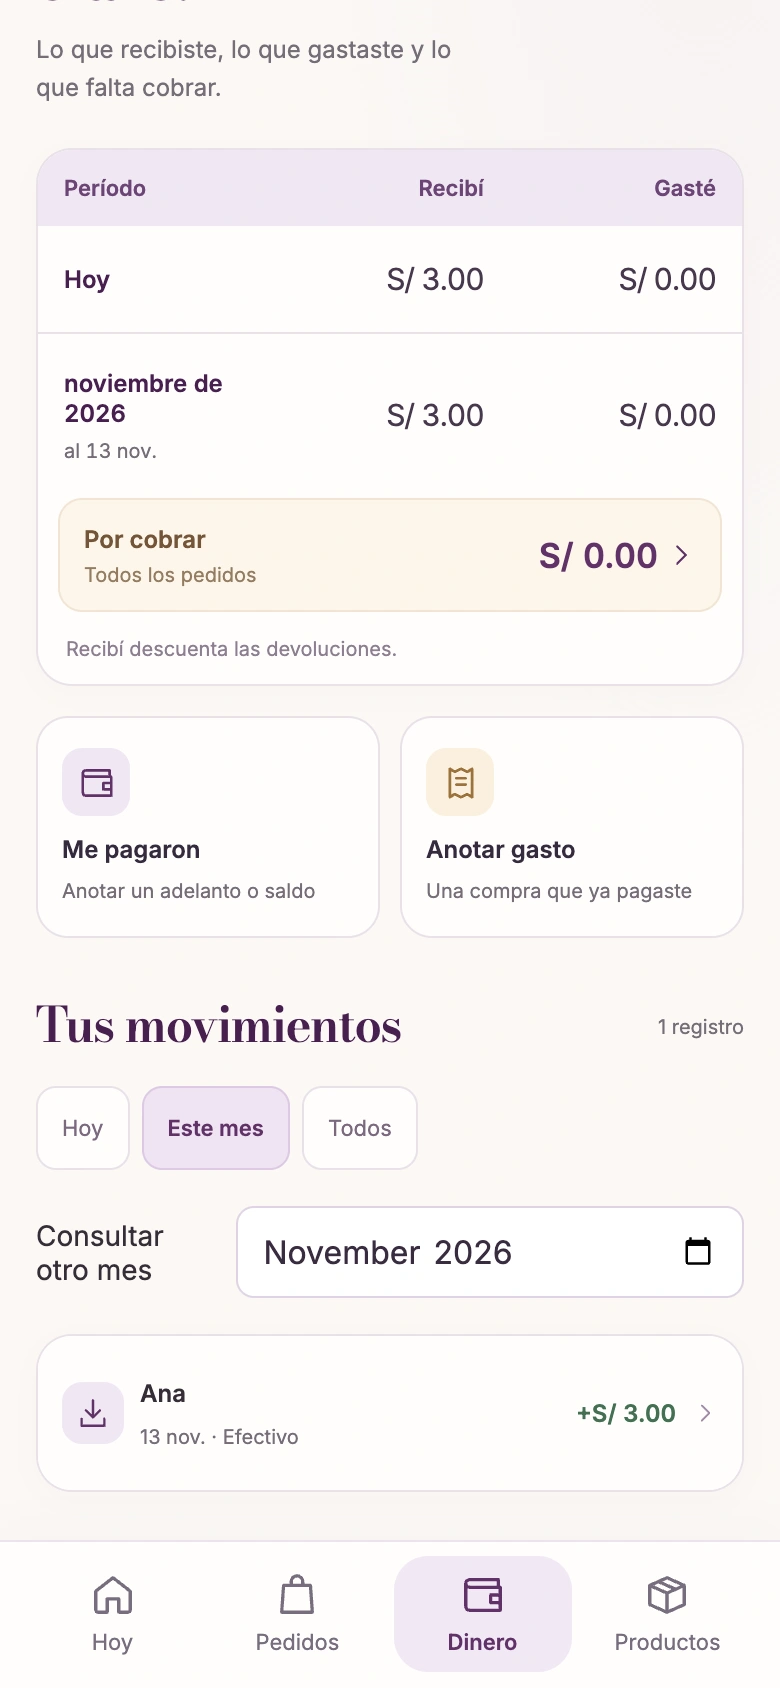 Lo que recibiste, lo que gastaste y lo
que falta cobrar.
Período Recibí Gasté
Hoy S/ 3.00 S/ 0.00
noviembre de
2026 S/ 3.00 S/ 0.00
al 13 nov.
Por cobrar
Todos los pedidos
S/ 0.00
Recibí descuenta las devoluciones.
Me pagaron
Anotar un adelanto o saldo
Anotar gasto
Una compra que ya pagaste
Tus movimientos
1 registro
Hoy Este mes Todos
Consultar
otro mes
November 2026
Ana
13 nov. · Efectivo
+S/ 3.00
Hoy Pedidos Dinero Productos